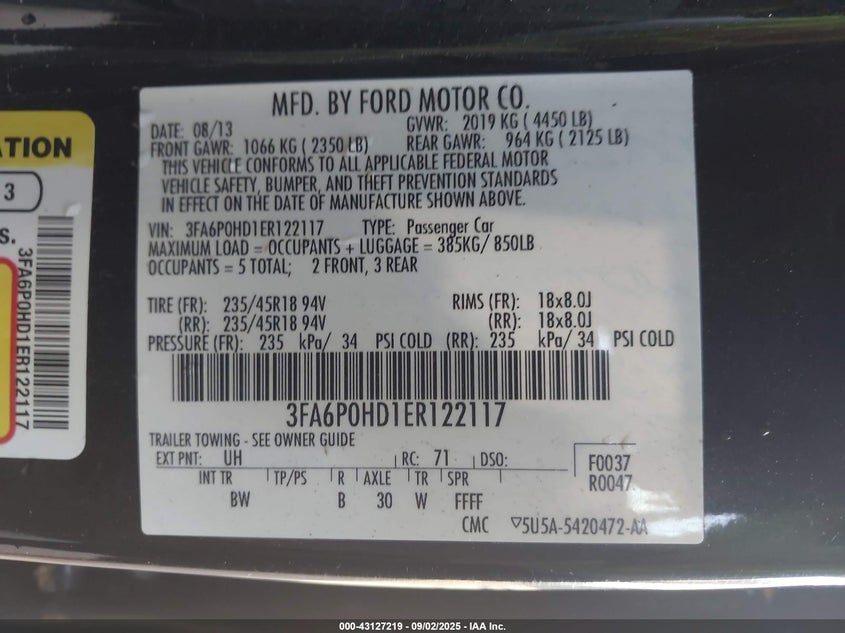 MFD. BY FORD MOTOR CO.
DATE: 08/13 GVWR: 2019 KG ( 4450 LB)
FRONT GAWR: 1066 KG ( 2350 LB) REAR GAWR: 964 KG ( 2125 LB)
THIS VEHICLE CONFORMS TO ALL APPLICABLE FEDERAL MOTOR
VEHICLE SAFETY, BUMPER, AND THEFT PREVENTION STANDARDS
IN EFFECT ON THE DATE OF MANUFACTURE SHOWN ABOVE.
VIN: 3FA6P0HD1ER122117 TYPE: Passenger Car
MAXIMUM LOAD = OCCUPANTS + LUGGAGE = 385KG/ 850LB
OCCUPANTS = 5 TOTAL; 2 FRONT, 3 REAR
TIRE (FR): 235/45R18 94V RIMS (FR): 18x8.0J
(RR): 235/45R18 94V (RR): 18x8.0J
PRESSURE (FR): 235 kPa/ 34 PSI COLD (RR): 235 kPa/ 34 PSI COLD
3FA6P0HD1ER122117
TRAILER TOWING - SEE OWNER GUIDE
EXT PNT: UH RC: 71 DSO: F0037
INT TR TP/PS R AXLE TR SPR R0047
BW B 30 W FFFF
CMC 5U5A-5420472-AA
ATION
3
S.
3FA6P0HD1ER122117
000-43127219 - 09/02/2025 - IAA Inc.